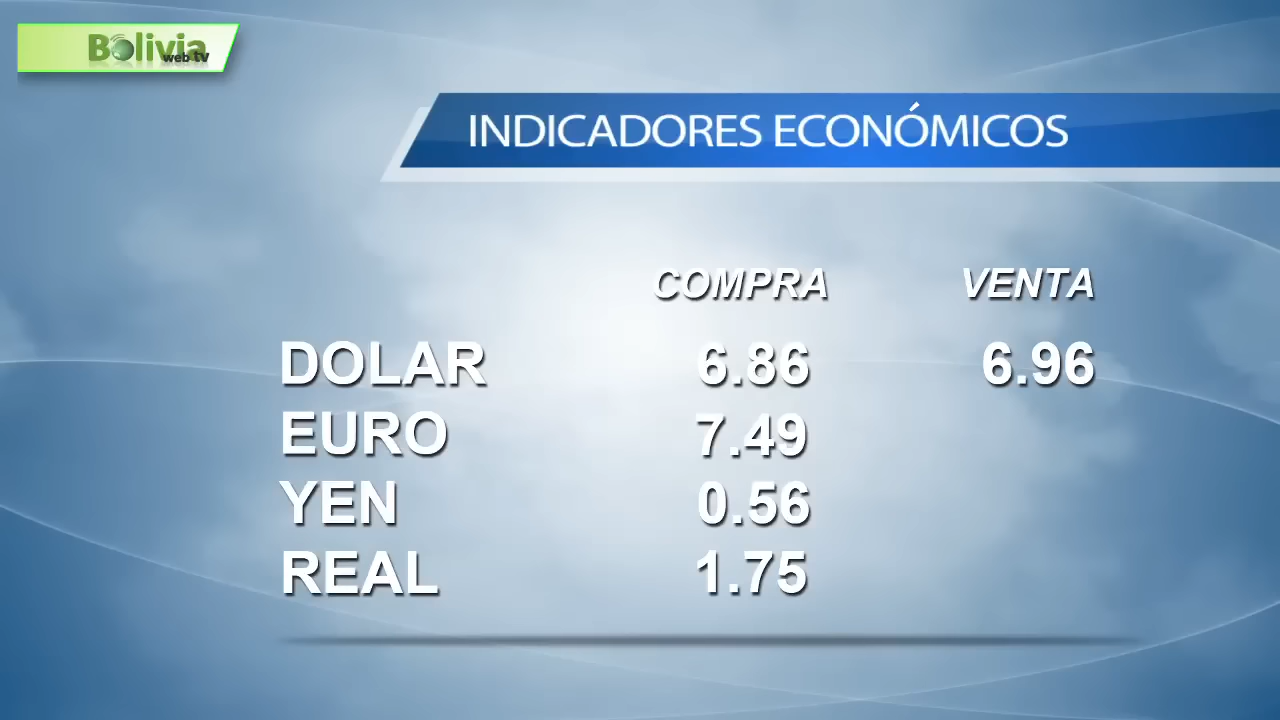 Bolivia
web tv
INDICADORES ECONÓMICOS
COMPRA VENTA
DOLAR 6.86 6.96
EURO 7.49
YEN 0.56
REAL 1.75